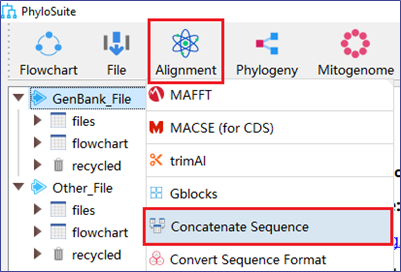 PhyloSuite
Flowchart File Alignment Phylogeny Mitogenome
GenBank_File
files
flowchart
recycled
Other_File
files
flowchart
recycled
MAFFT
MACSE (for CDS)
trimAl
Gblocks
Concatenate Sequence
Convert Sequence Format